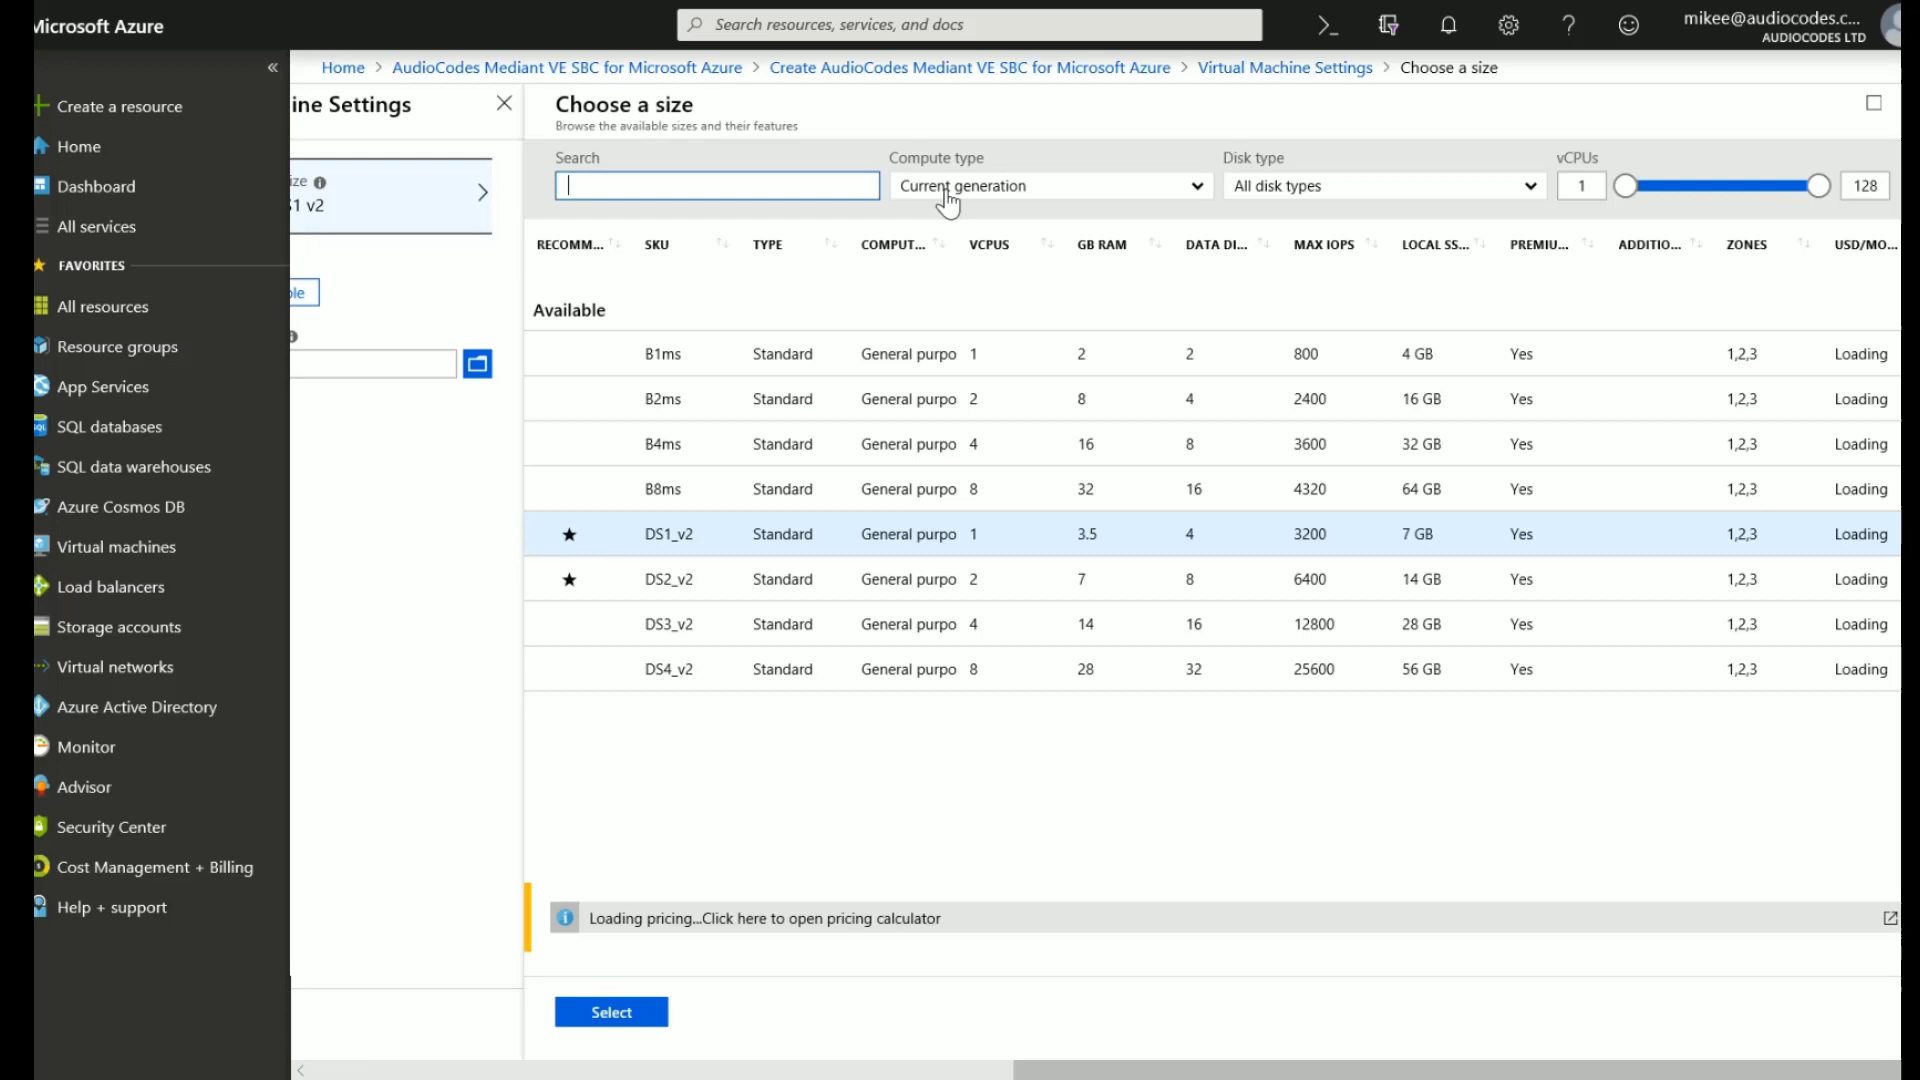 Microsoft Azure
Search resources, services, and docs
mikee@audiocodes.c...
AUDIOCODES LTD
Home > AudioCodes Mediant VE SBC for Microsoft Azure > Create AudioCodes Mediant VE SBC for Microsoft Azure > Virtual Machine Settings > Choose a size
Create a resource
Home
Dashboard
All services
FAVORITES
All resources
Resource groups
App Services
SQL databases
SQL data warehouses
Azure Cosmos DB
Virtual machines
Load balancers
Storage accounts
Virtual networks
Azure Active Directory
Monitor
Advisor
Security Center
Cost Management + Billing
Help + support
ine Settings
ize
1 v2
ole
Choose a size
Browse the available sizes and their features
Search Compute type Disk type vCPUs
Current generation All disk types 1 128
RECOMM... SKU TYPE COMPUT... VCPUS GB RAM DATA DI... MAX IOPS LOCAL SS... PREMIU... ADDITIO... ZONES USD/MO...
Available
B1ms Standard General purpo 1 2 2 800 4 GB Yes 1,2,3 Loading
B2ms Standard General purpo 2 8 4 2400 16 GB Yes 1,2,3 Loading
B4ms Standard General purpo 4 16 8 3600 32 GB Yes 1,2,3 Loading
B8ms Standard General purpo 8 32 16 4320 64 GB Yes 1,2,3 Loading
★ DS1_v2 Standard General purpo 1 3.5 4 3200 7 GB Yes 1,2,3 Loading
★ DS2_v2 Standard General purpo 2 7 8 6400 14 GB Yes 1,2,3 Loading
DS3_v2 Standard General purpo 4 14 16 12800 28 GB Yes 1,2,3 Loading
DS4_v2 Standard General purpo 8 28 32 25600 56 GB Yes 1,2,3 Loading
Loading pricing...Click here to open pricing calculator
Select